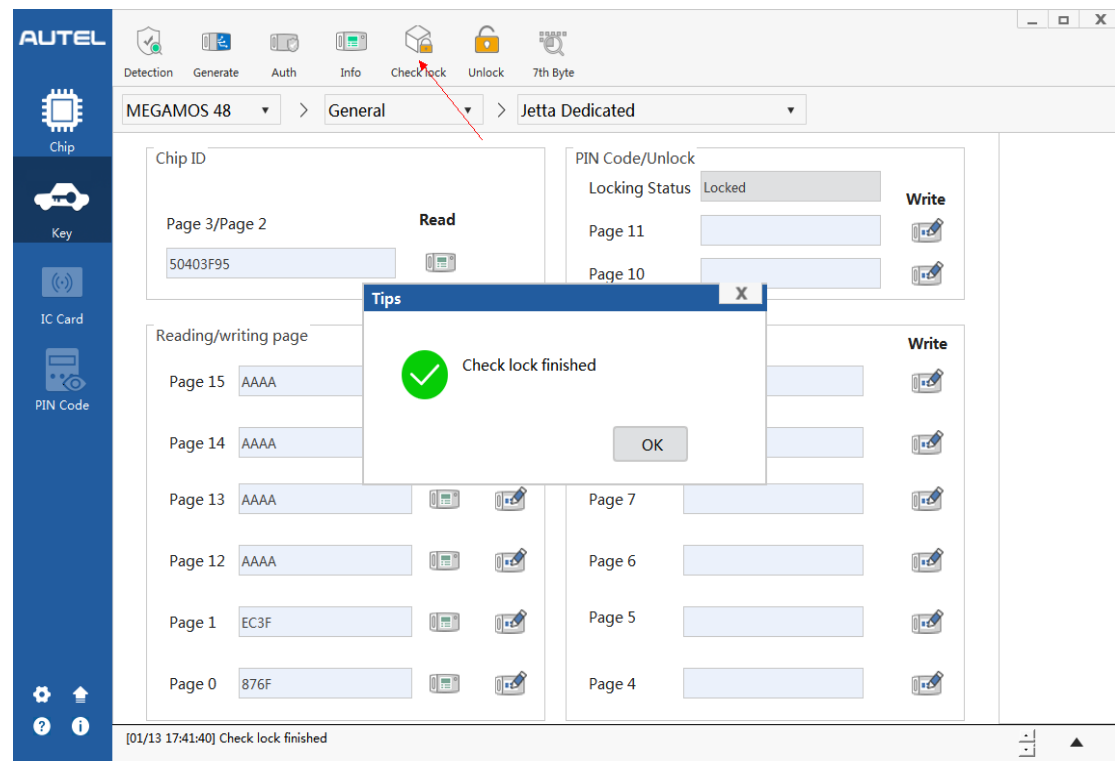 AUTEL
_ □ X
Detection Generate Auth Info Check lock Unlock 7th Byte
MEGAMOS 48 > General > Jetta Dedicated
Chip
Key
IC Card
PIN Code
Chip ID
Page 3/Page 2 Read
50403F95
PIN Code/Unlock
Locking Status Locked
Write
Page 11
Page 10
Tips X
Check lock finished
OK
Reading/writing page
Page 15 AAAA
Page 14 AAAA
Page 13 AAAA
Page 12 AAAA
Page 1 EC3F
Page 0 876F
Write
Page 7
Page 6
Page 5
Page 4
[01/13 17:41:40] Check lock finished